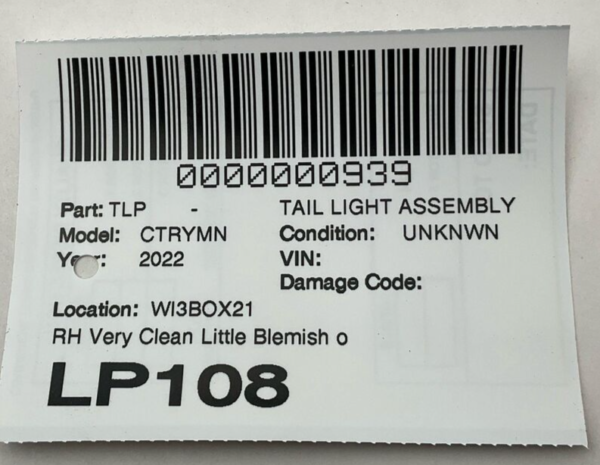 0000000939
Part: TLP - TAIL LIGHT ASSEMBLY
Model: CTRYMN Condition: UNKNWN
2022 VIN:
Damage Code:
Location: WI3BOX21
RH Very Clean Little Blemish o
LP108
DATE: